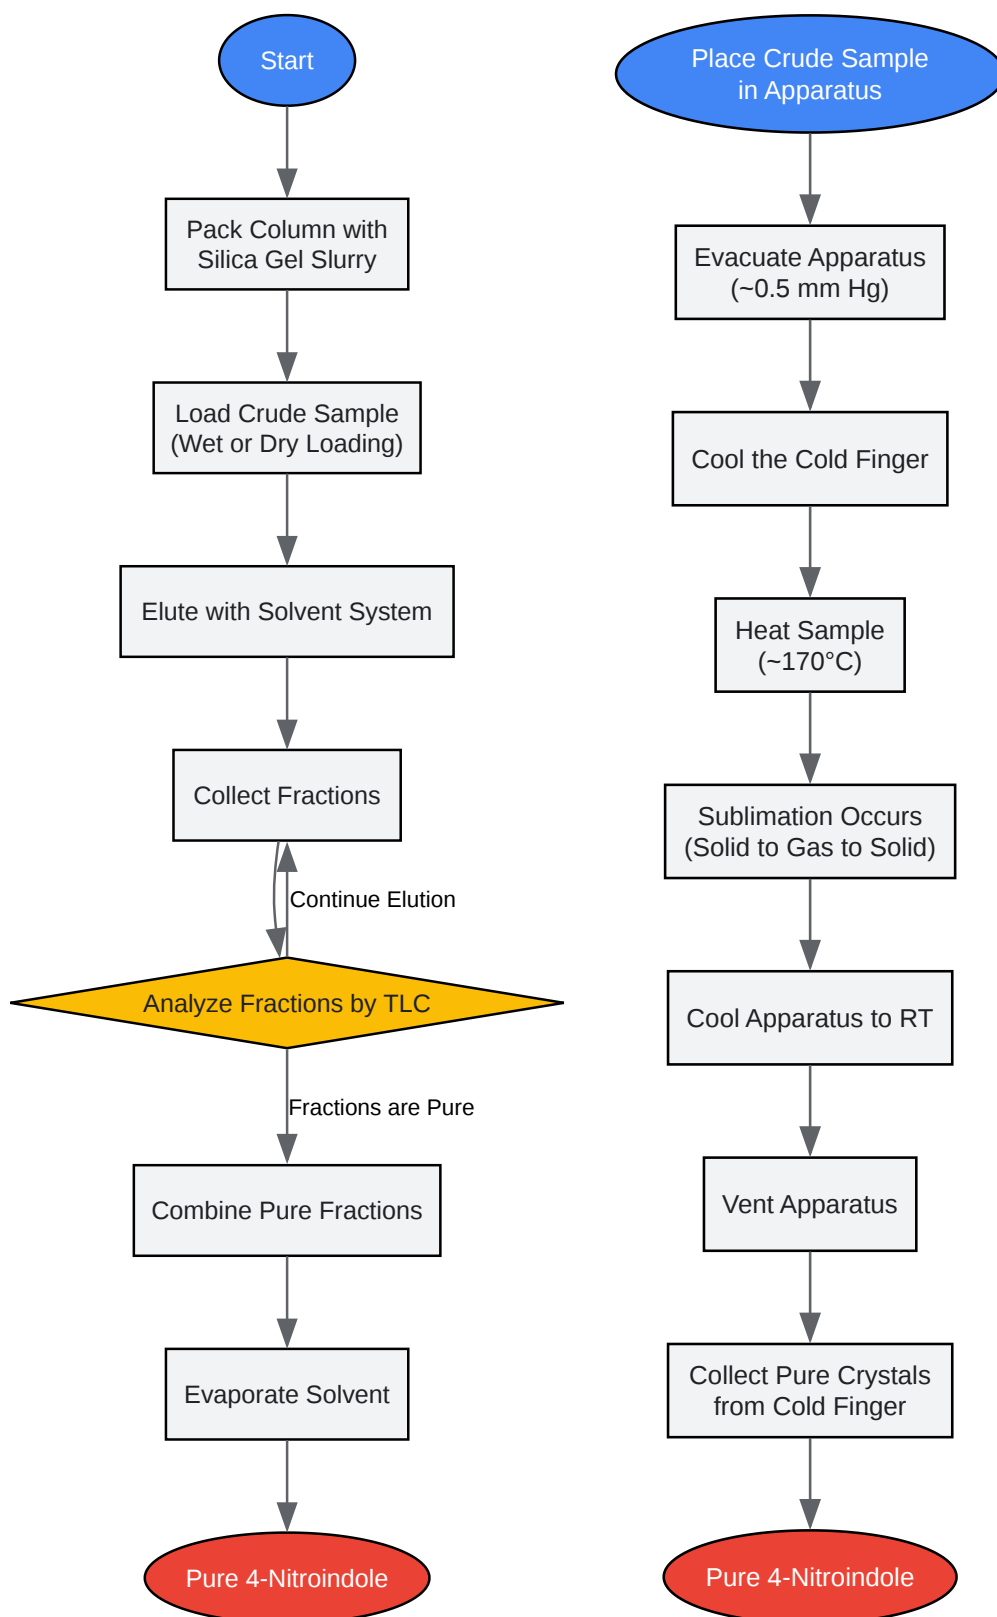 Start
Pack Column with
Silica Gel Slurry
Load Crude Sample
(Wet or Dry Loading)
Elute with Solvent System
Collect Fractions
Continue Elution
Analyze Fractions by TLC
Fractions are Pure
Combine Pure Fractions
Evaporate Solvent
Pure 4-Nitroindole
Place Crude Sample
in Apparatus
Evacuate Apparatus
(~0.5 mm Hg)
Cool the Cold Finger
Heat Sample
(~170°C)
Sublimation Occurs
(Solid to Gas to Solid)
Cool Apparatus to RT
Vent Apparatus
Collect Pure Crystals
from Cold Finger
Pure 4-Nitroindole